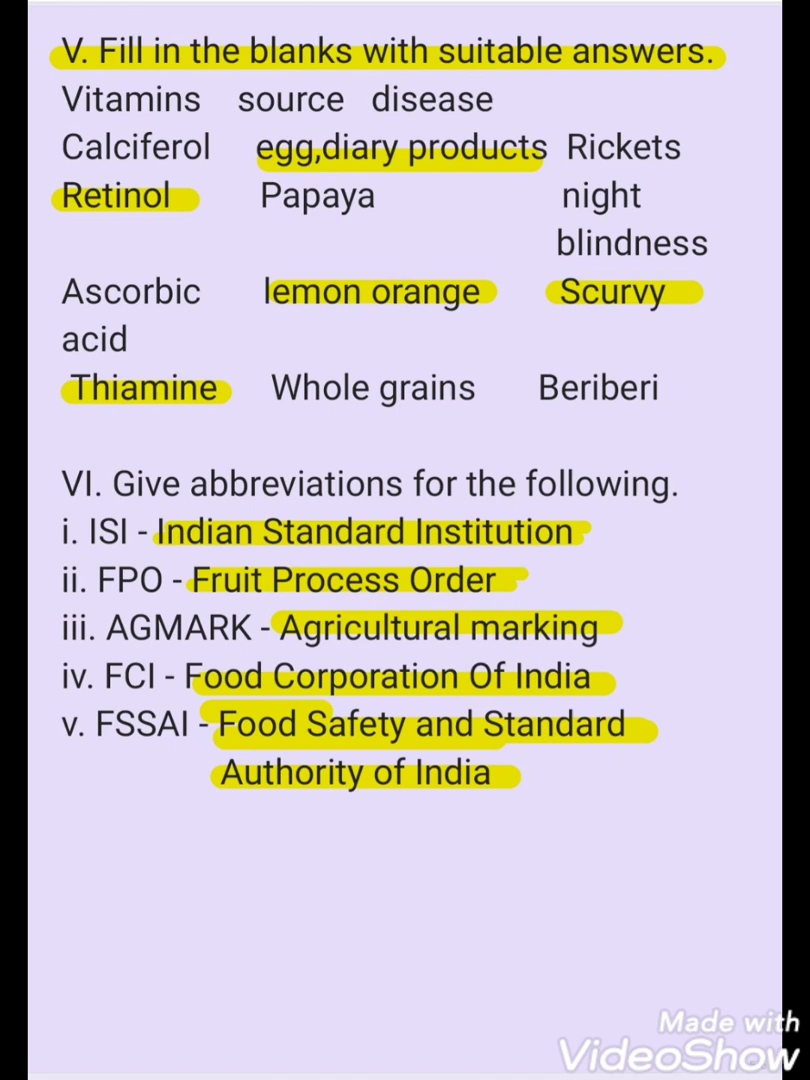 V. Fill in the blanks with suitable answers.
Vitamins source disease
Calciferol egg,diary products Rickets
Retinol Papaya night
blindness
Ascorbic lemon orange Scurvy
acid
Thiamine Whole grains Beriberi
VI. Give abbreviations for the following.
i. ISI - Indian Standard Institution
ii. FPO - Fruit Process Order
iii. AGMARK - Agricultural marking
iv. FCI - Food Corporation Of India
v. FSSAI - Food Safety and Standard
Authority of India
Made with
VideoShow